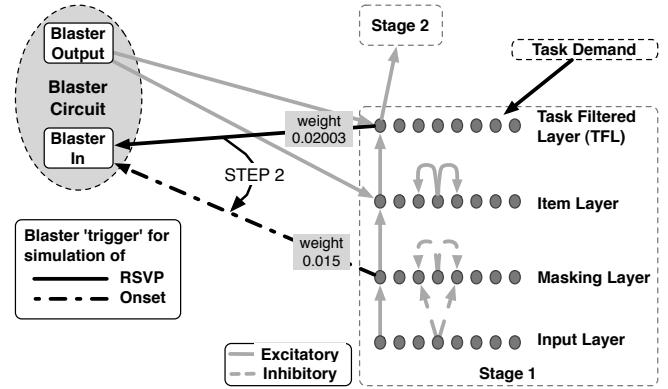 Blaster
Output
Blaster
Circuit
Blaster
In
Stage 2
Task Demand
weight
0.02003
Task Filtered
Layer (TFL)
STEP 2
Item Layer
weight
0.015
Masking Layer
Input Layer
Stage 1
Blaster 'trigger' for
simulation of
RSVP
Onset
Excitatory
Inhibitory